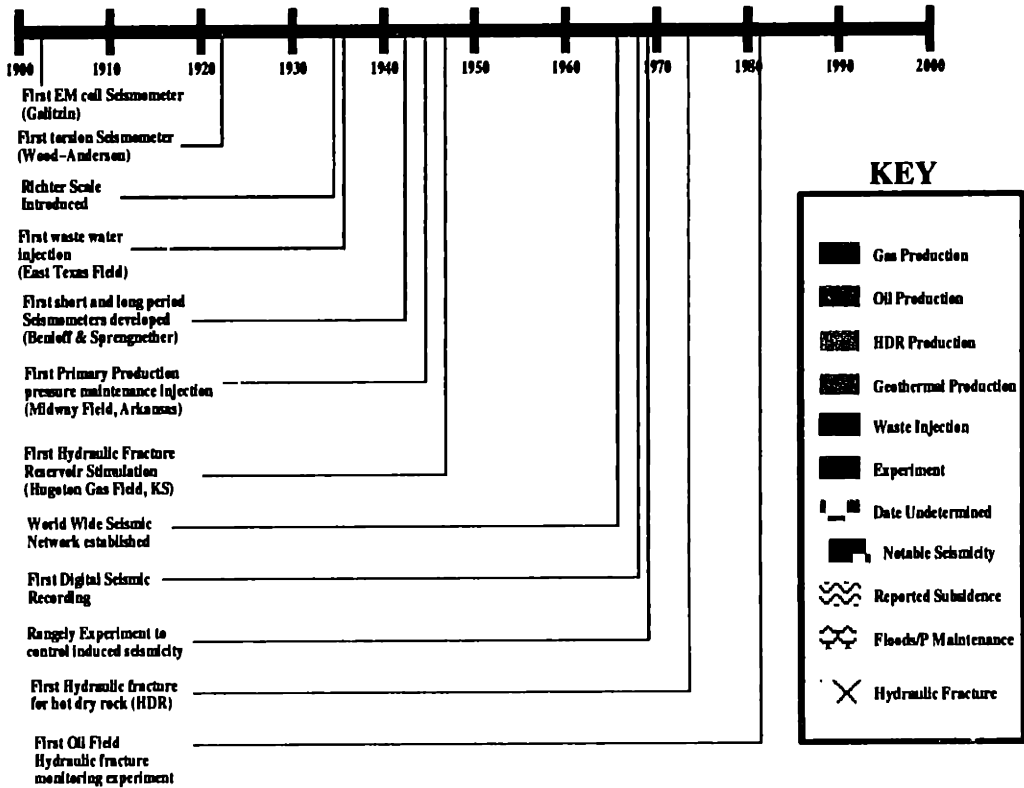 1900 1910 1920 1930 1940 1950 1960 1970 1980 1990 2000
First EM coil Seismometer
(Galitzin)
First torsion Seismometer
(Wood-Anderson)
Richter Scale
Introduced
First waste water
injection
(East Texas Field)
First short and long period
Seismometers developed
(Benioff & Sprengnether)
First Primary Production
pressure maintenance injection
(Midway Field, Arkansas)
First Hydraulic Fracture
Reservoir Stimulation
(Hugoton Gas Field, KS)
World Wide Seismic
Network established
First Digital Seismic
Recording
Rangely Experiment to
control induced seismicity
First Hydraulic fracture
for hot dry rock (HDR)
First Oil Field
Hydraulic fracture
monitoring experiment
KEY
Gas Production
Oil Production
HDR Production
Geothermal Production
Waste Injection
Experiment
Date Undetermined
Notable Seismicity
Reported Subsidence
Floods/P Maintenance
Hydraulic Fracture